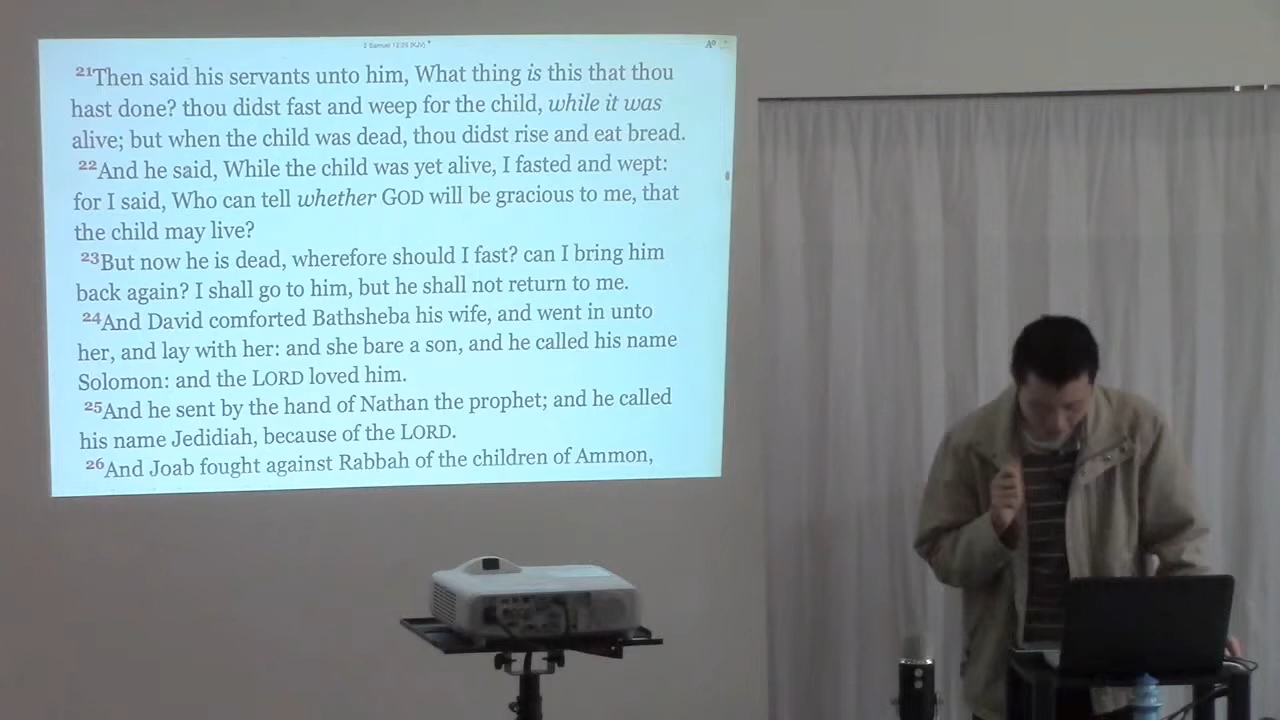 2 Samuel 12:25 (KJV)
21Then said his servants unto him, What thing is this that thou
hast done? thou didst fast and weep for the child, while it was
alive; but when the child was dead, thou didst rise and eat bread.
22And he said, While the child was yet alive, I fasted and wept:
for I said, Who can tell whether GOD will be gracious to me, that
the child may live?
23But now he is dead, wherefore should I fast? can I bring him
back again? I shall go to him, but he shall not return to me.
24And David comforted Bathsheba his wife, and went in unto
her, and lay with her: and she bare a son, and he called his name
Solomon: and the LORD loved him.
25And he sent by the hand of Nathan the prophet; and he called
his name Jedidiah, because of the LORD.
26And Joab fought against Rabbah of the children of Ammon,